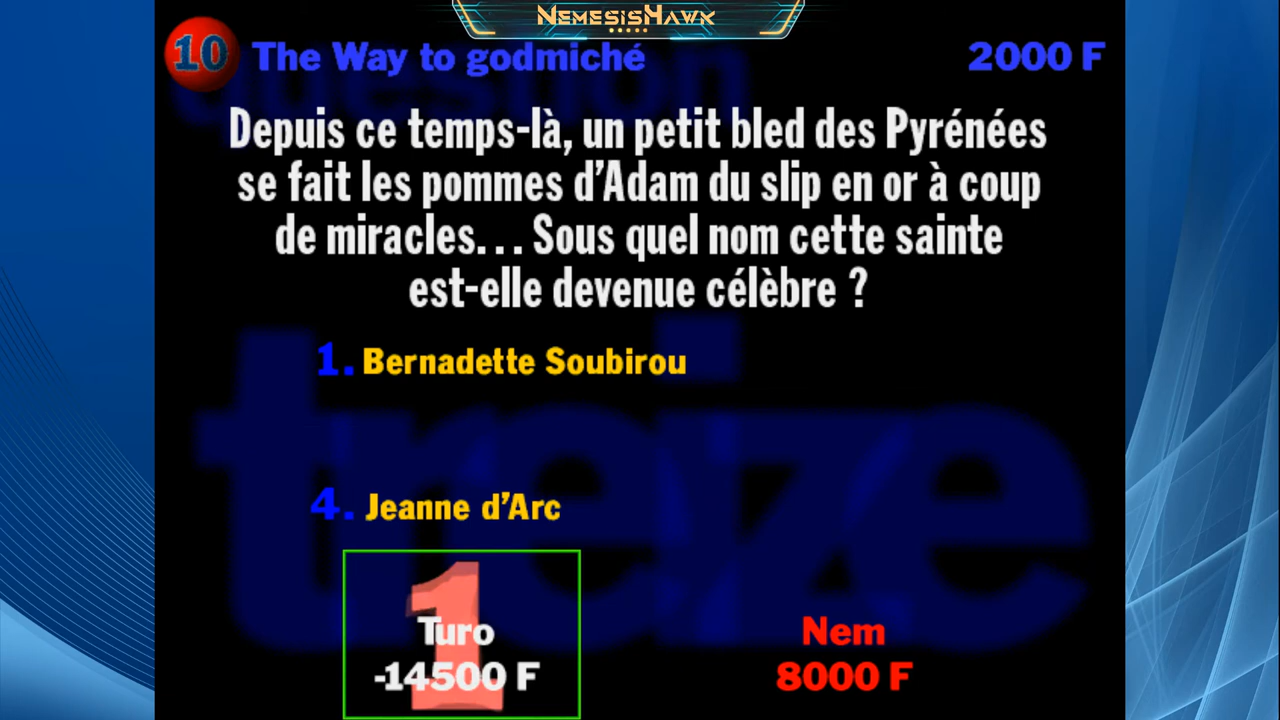 NemesisHawk
10 The Way to godmiché 2000 F
question
Depuis ce temps-là, un petit bled des Pyrénées
se fait les pommes d'Adam du slip en or à coup
de miracles... Sous quel nom cette sainte
est-elle devenue célèbre ?
1. Bernadette Soubirou
treize
4. Jeanne d'Arc
1
Turo Nem
-14500 F 8000 F